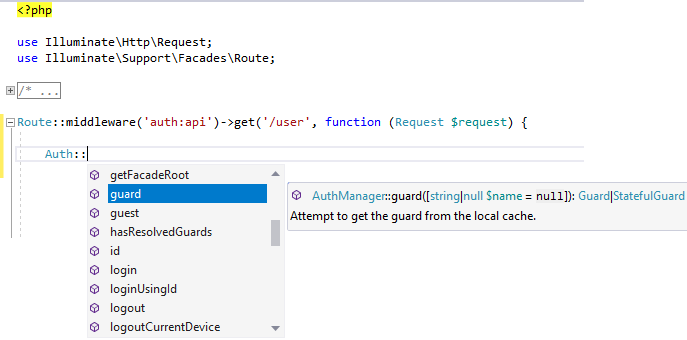 <?php
use Illuminate\Http\Request;
use Illuminate\Support\Facades\Route;
/* ...
Route::middleware('auth:api')->get('/user', function (Request $request) {
Auth::
getFacadeRoot
guard
guest
hasResolvedGuards
id
login
loginUsingId
logout
logoutCurrentDevice
AuthManager::guard([string|null $name = null]): Guard|StatefulGuard
Attempt to get the guard from the local cache.